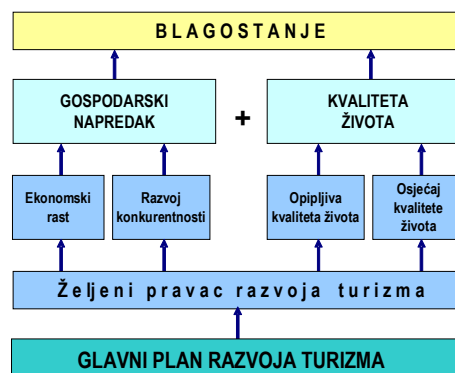 BLAGOSTANJE
GOSPODARSKI
NAPREDAK
+
KVALITETA
ŽIVOTA
Ekonomski
rast
Razvoj
konkurentnosti
Opipljiva
kvaliteta života
Osjećaj
kvalitete
života
Željeni pravac razvoja turizma
GLAVNI PLAN RAZVOJA TURIZMA